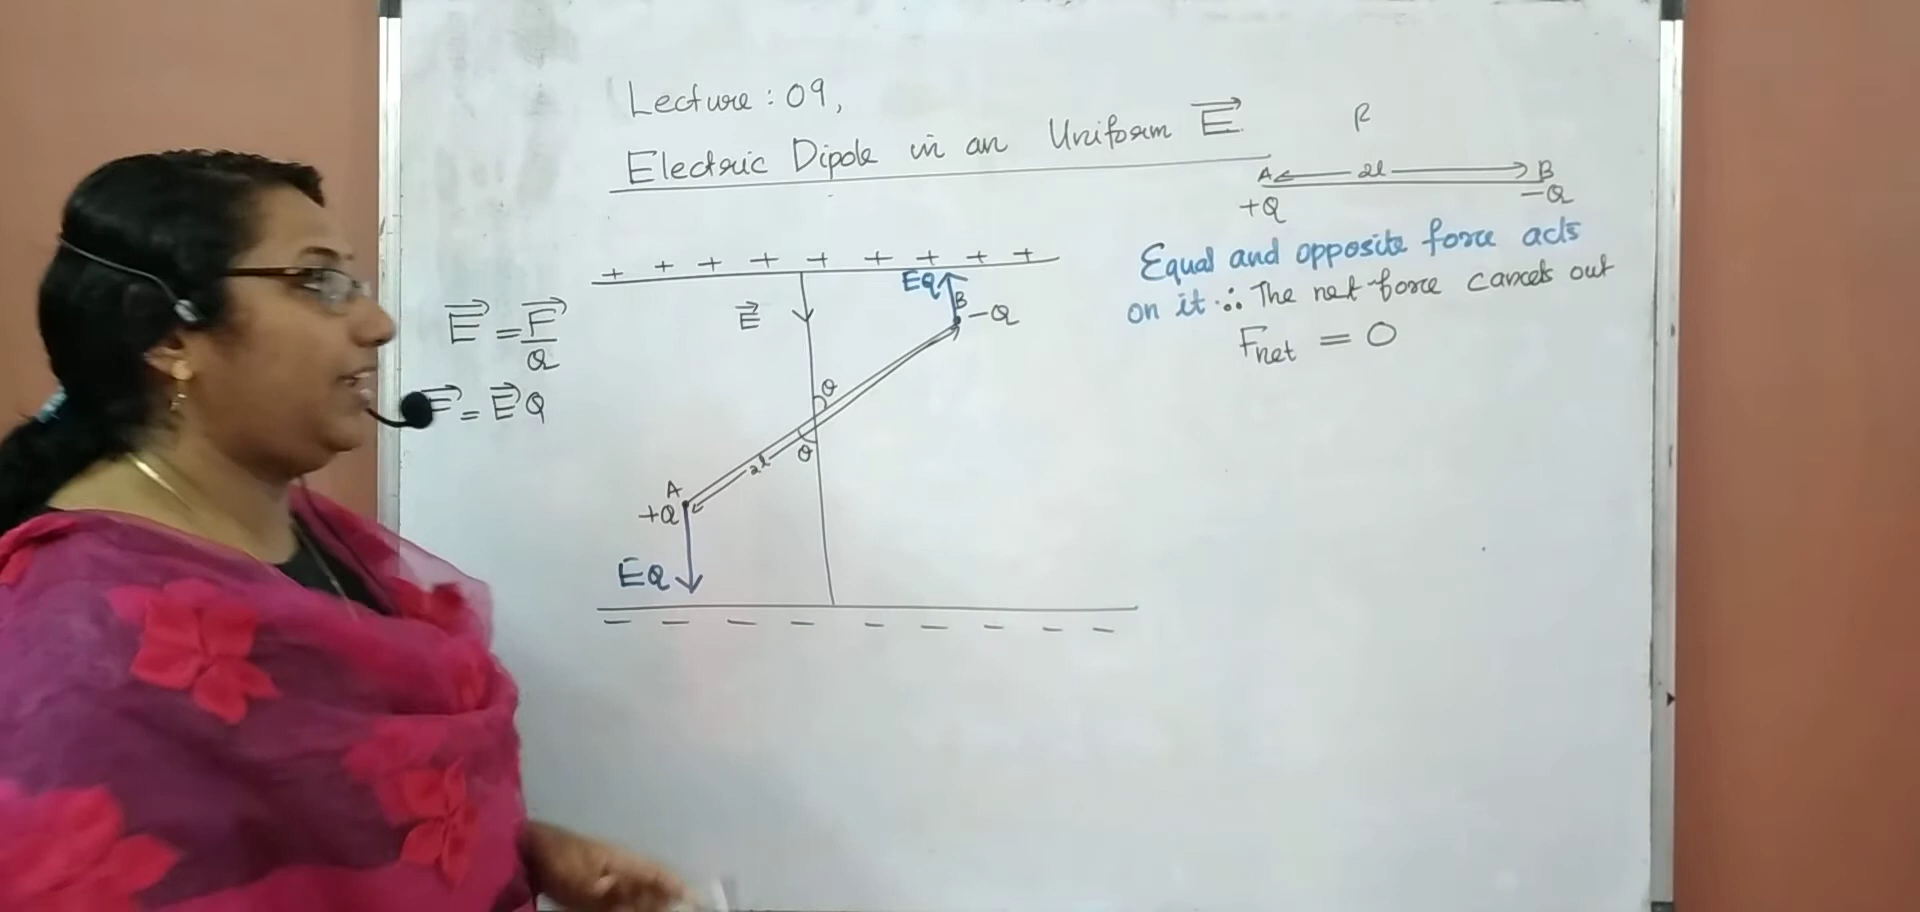 Lecture : 09,
Electric Dipole in an Uniform E→
A 2l B
+Q -Q
Equal and opposite force acts
on it ∴ The net force cancels out
Fnet = 0
+ + + + + + + + +
E→ = F→/Q
F→ = E→ Q
E→
EQ
B
-Q
θ
θ
2l
A
+Q
EQ
- - - - - - - - -